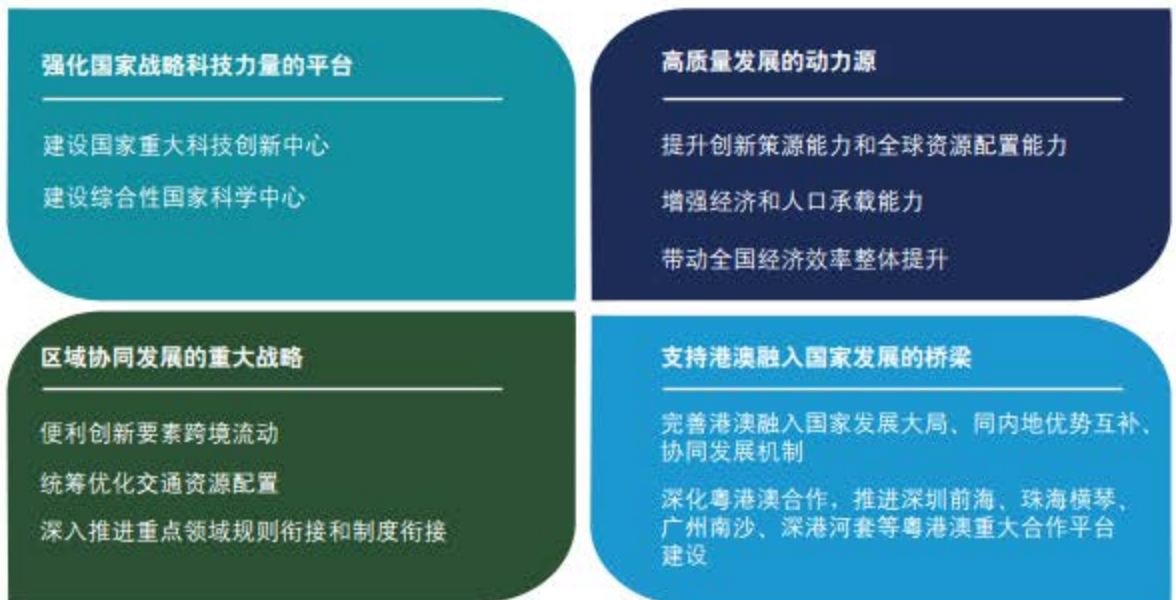 强化国家战略科技力量的平台
建设国家重大科技创新中心
建设综合性国家科学中心
高质量发展的动力源
提升创新策源能力和全球资源配置能力
增强经济和人口承载能力
带动全国经济效率整体提升
区域协同发展的重大战略
便利创新要素跨境流动
统筹优化交通资源配置
深入推进重点领域规则衔接和制度衔接
支持港澳融入国家发展的桥梁
完善港澳融入国家发展大局、同内地优势互补、
协同发展机制
深化粤港澳合作，推进深圳前海、珠海横琴、
广州南沙、深港河套等粤港澳重大合作平台
建设